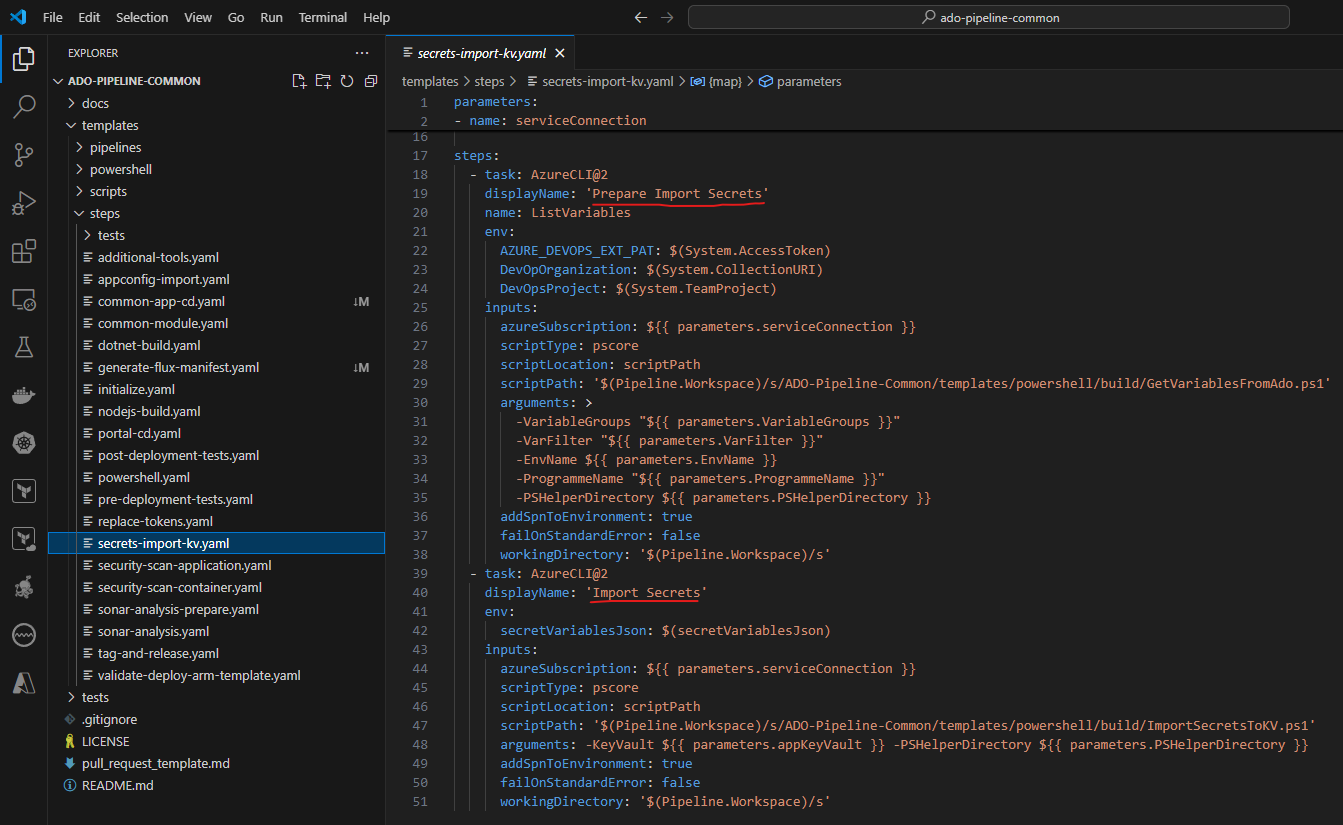 File Edit Selection View Go Run Terminal Help
ado-pipeline-common
EXPLORER
ADO-PIPELINE-COMMON
docs
templates
pipelines
powershell
scripts
steps
tests
additional-tools.yaml
appconfig-import.yaml
common-app-cd.yaml ↓M
common-module.yaml
dotnet-build.yaml
generate-flux-manifest.yaml ↓M
initialize.yaml
nodejs-build.yaml
portal-cd.yaml
post-deployment-tests.yaml
powershell.yaml
pre-deployment-tests.yaml
replace-tokens.yaml
secrets-import-kv.yaml
security-scan-application.yaml
security-scan-container.yaml
sonar-analysis-prepare.yaml
sonar-analysis.yaml
tag-and-release.yaml
validate-deploy-arm-template.yaml
tests
.gitignore
LICENSE
pull_request_template.md
README.md
secrets-import-kv.yaml
templates > steps > secrets-import-kv.yaml > {map} > parameters
1 parameters:
2 - name: serviceConnection
16
17 steps:
18 - task: AzureCLI@2
19 displayName: 'Prepare Import Secrets'
20 name: ListVariables
21 env:
22 AZURE_DEVOPS_EXT_PAT: $(System.AccessToken)
23 DevOpOrganization: $(System.CollectionURI)
24 DevOpsProject: $(System.TeamProject)
25 inputs:
26 azureSubscription: ${{ parameters.serviceConnection }}
27 scriptType: pscore
28 scriptLocation: scriptPath
29 scriptPath: '$(Pipeline.Workspace)/s/ADO-Pipeline-Common/templates/powershell/build/GetVariablesFromAdo.ps1'
30 arguments: >
31 -VariableGroups "${{ parameters.VariableGroups }}"
32 -VarFilter "${{ parameters.VarFilter }}"
33 -EnvName ${{ parameters.EnvName }}
34 -ProgrammeName "${{ parameters.ProgrammeName }}"
35 -PSHelperDirectory ${{ parameters.PSHelperDirectory }}
36 addSpnToEnvironment: true
37 failOnStandardError: false
38 workingDirectory: '$(Pipeline.Workspace)/s'
39 - task: AzureCLI@2
40 displayName: 'Import Secrets'
41 env:
42 secretVariablesJson: $(secretVariablesJson)
43 inputs:
44 azureSubscription: ${{ parameters.serviceConnection }}
45 scriptType: pscore
46 scriptLocation: scriptPath
47 scriptPath: '$(Pipeline.Workspace)/s/ADO-Pipeline-Common/templates/powershell/build/ImportSecretsToKV.ps1'
48 arguments: -KeyVault ${{ parameters.appKeyVault }} -PSHelperDirectory ${{ parameters.PSHelperDirectory }}
49 addSpnToEnvironment: true
50 failOnStandardError: false
51 workingDirectory: '$(Pipeline.Workspace)/s'